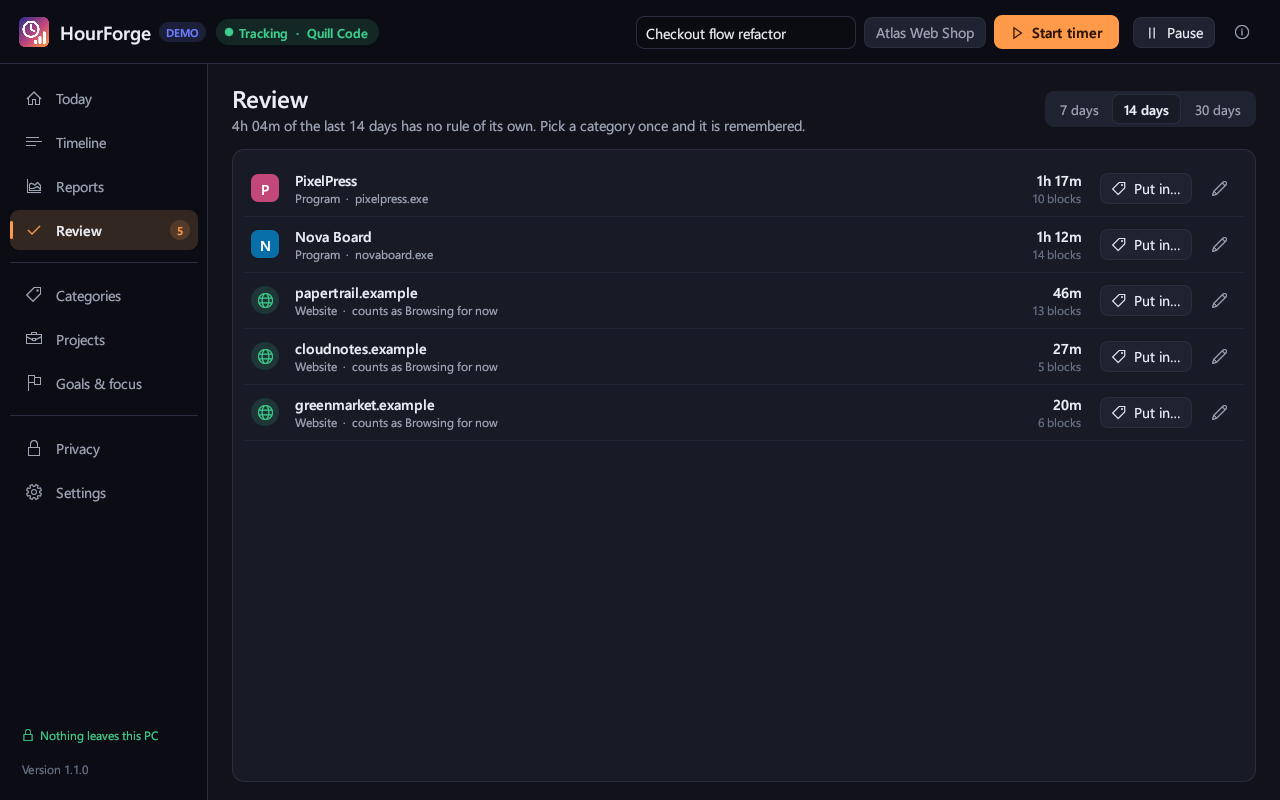 HourForge DEMO Tracking · Quill Code Checkout flow refactor Atlas Web Shop Start timer Pause
Today
Timeline
Reports
Review 5
Categories
Projects
Goals & focus
Privacy
Settings
Nothing leaves this PC
Version 1.1.0
Review
4h 04m of the last 14 days has no rule of its own. Pick a category once and it is remembered.
7 days 14 days 30 days
P PixelPress 1h 17m Put in...
Program · pixelpress.exe 10 blocks
N Nova Board 1h 12m Put in...
Program · novaboard.exe 14 blocks
papertrail.example 46m Put in...
Website · counts as Browsing for now 13 blocks
cloudnotes.example 27m Put in...
Website · counts as Browsing for now 5 blocks
greenmarket.example 20m Put in...
Website · counts as Browsing for now 6 blocks